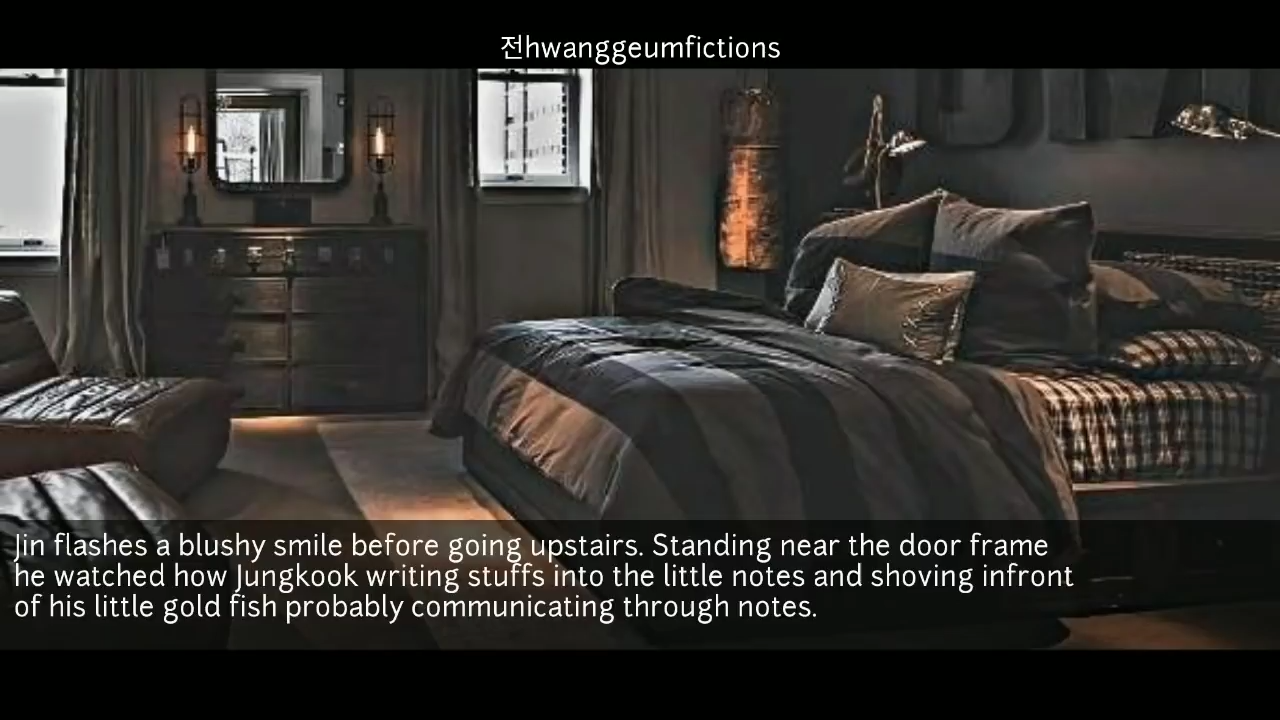 전hwanggeumfictions
Jin flashes a blushy smile before going upstairs. Standing near the door frame
he watched how Jungkook writing stuffs into the little notes and shoving infront
of his little gold fish probably communicating through notes.